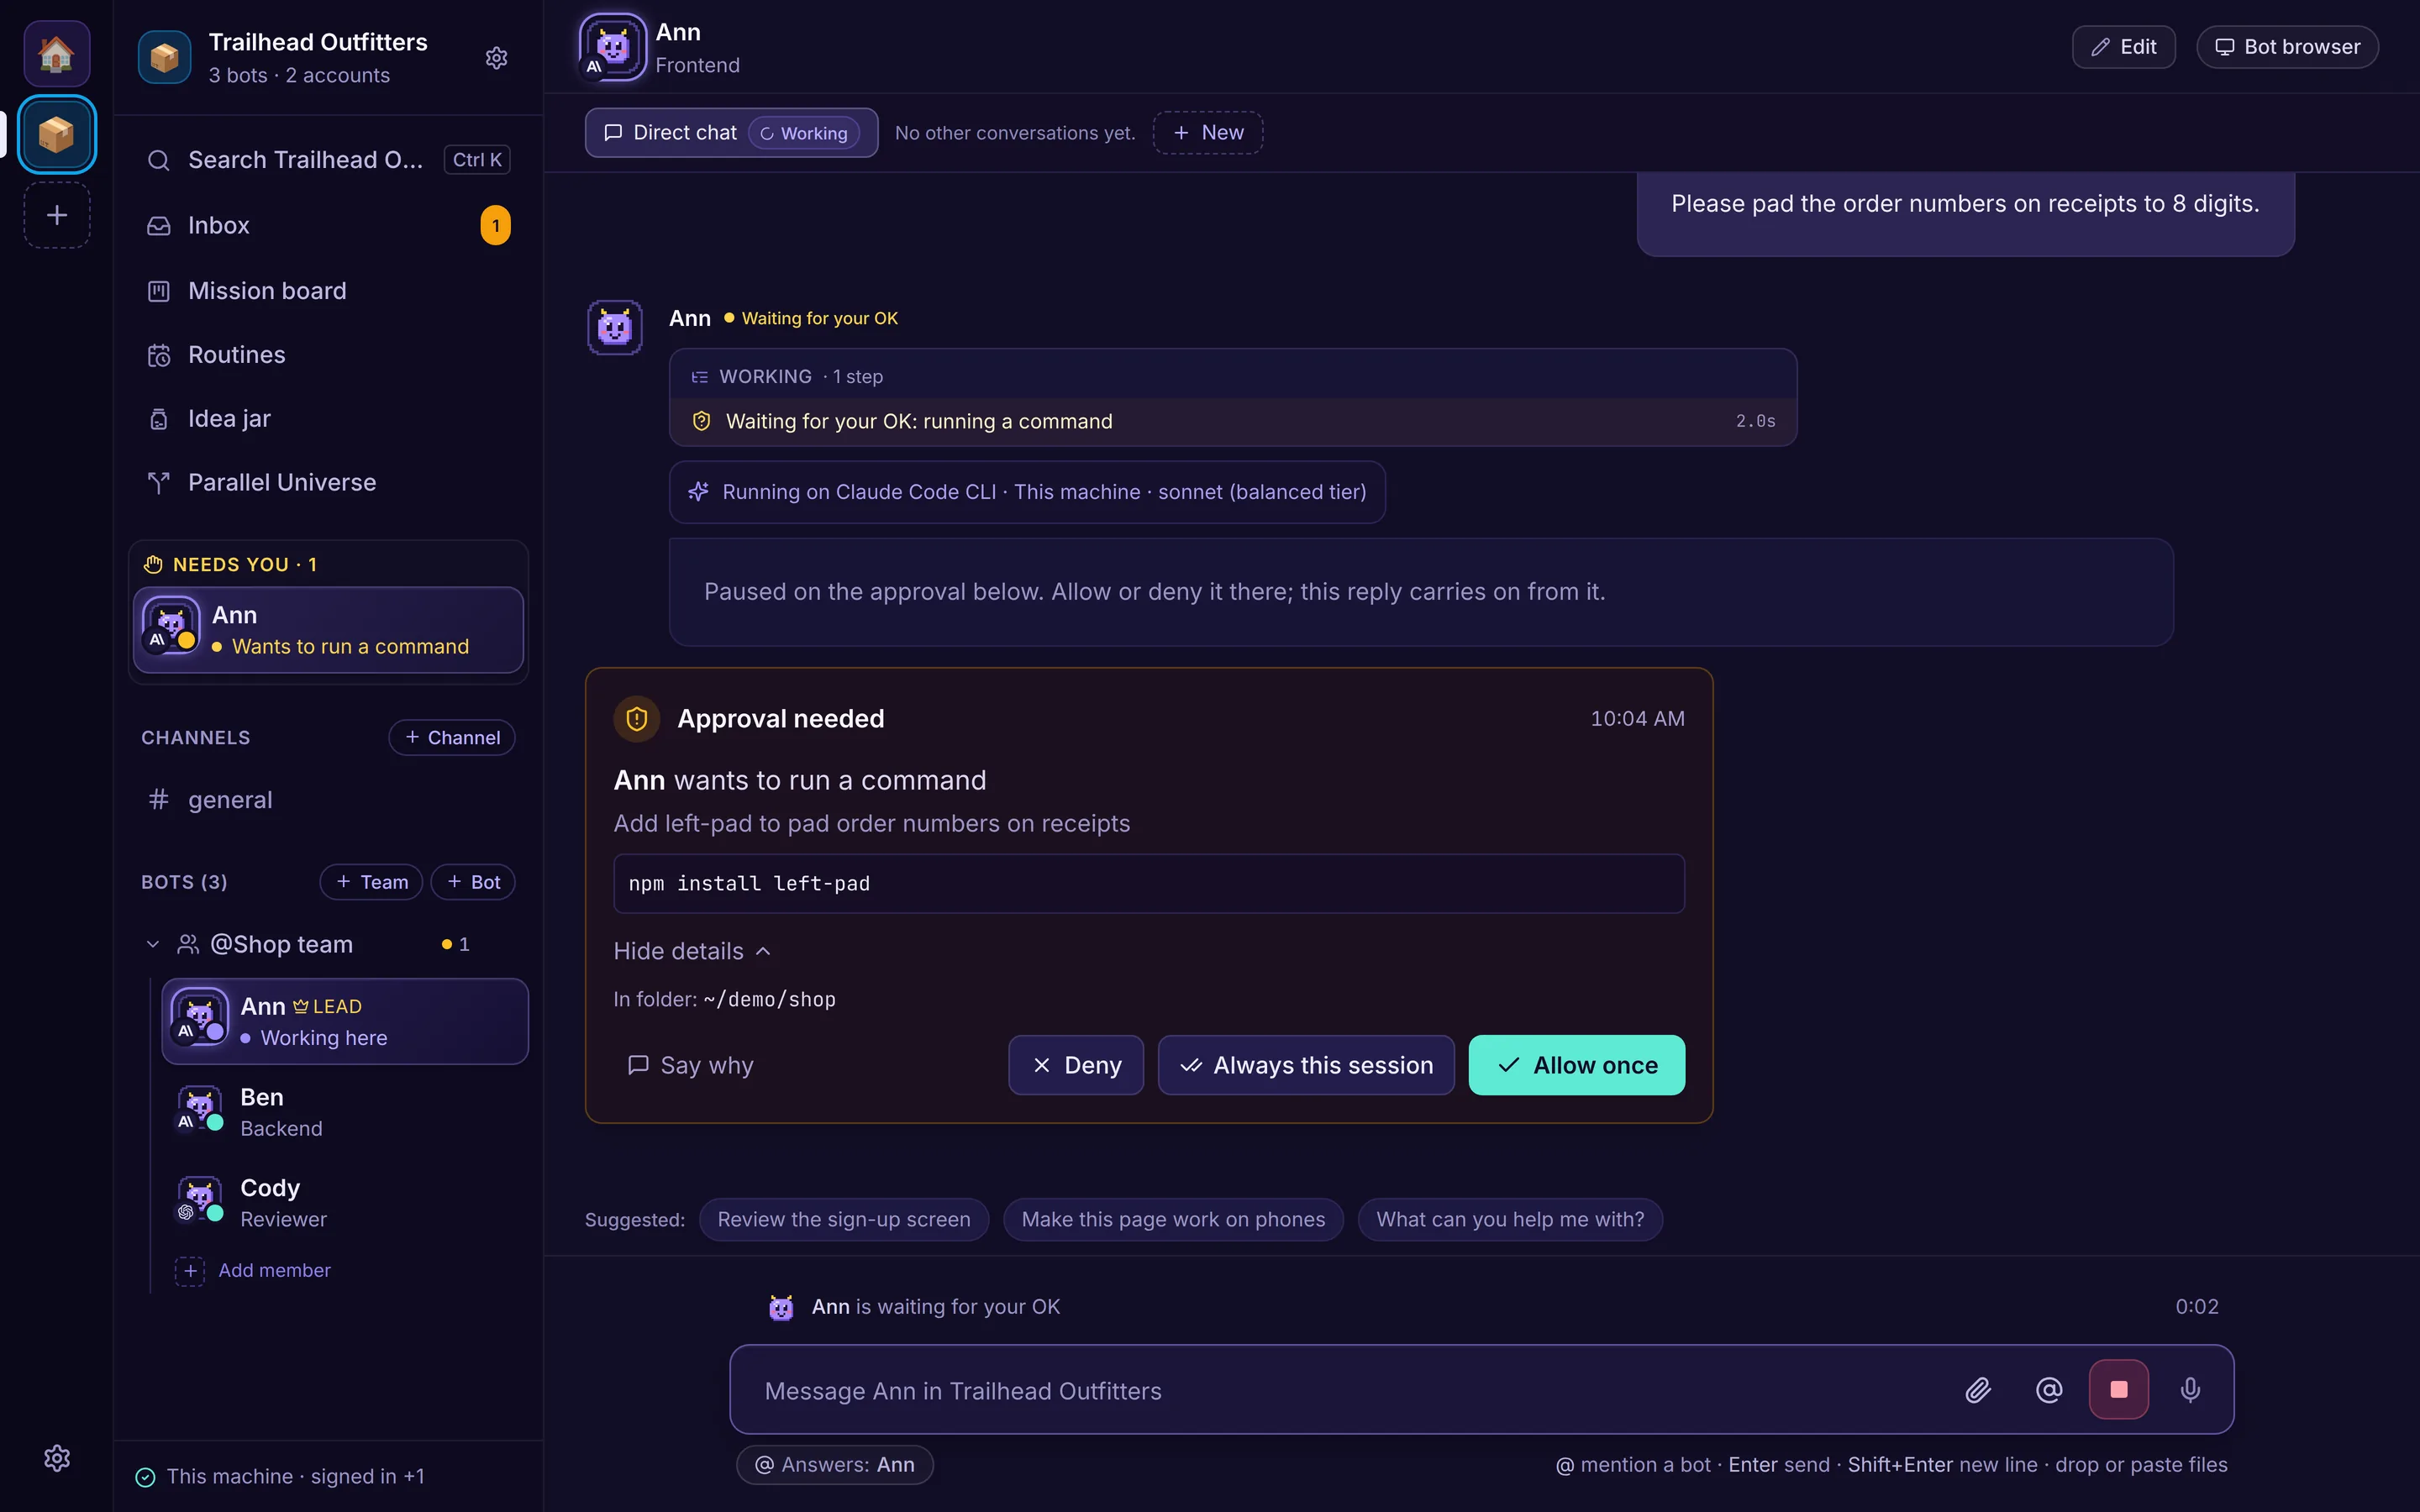 Trailhead Outfitters
3 bots · 2 accounts
Search Trailhead O... Ctrl K
Inbox 1
Mission board
Routines
Idea jar
Parallel Universe
NEEDS YOU · 1
Ann
Wants to run a command
CHANNELS + Channel
# general
BOTS (3) + Team + Bot
@Shop team 1
Ann LEAD
Working here
Ben
Backend
Cody
Reviewer
+ Add member
This machine · signed in +1
Ann
Frontend
Edit Bot browser
Direct chat Working No other conversations yet. + New
Please pad the order numbers on receipts to 8 digits.
Ann Waiting for your OK
WORKING · 1 step
Waiting for your OK: running a command 2.0s
Running on Claude Code CLI · This machine · sonnet (balanced tier)
Paused on the approval below. Allow or deny it there; this reply carries on from it.
Approval needed 10:04 AM
Ann wants to run a command
Add left-pad to pad order numbers on receipts
npm install left-pad
Hide details
In folder: ~/demo/shop
Say why Deny Always this session Allow once
Suggested: Review the sign-up screen Make this page work on phones What can you help me with?
Ann is waiting for your OK 0:02
Message Ann in Trailhead Outfitters
@ Answers: Ann @ mention a bot · Enter send · Shift+Enter new line · drop or paste files